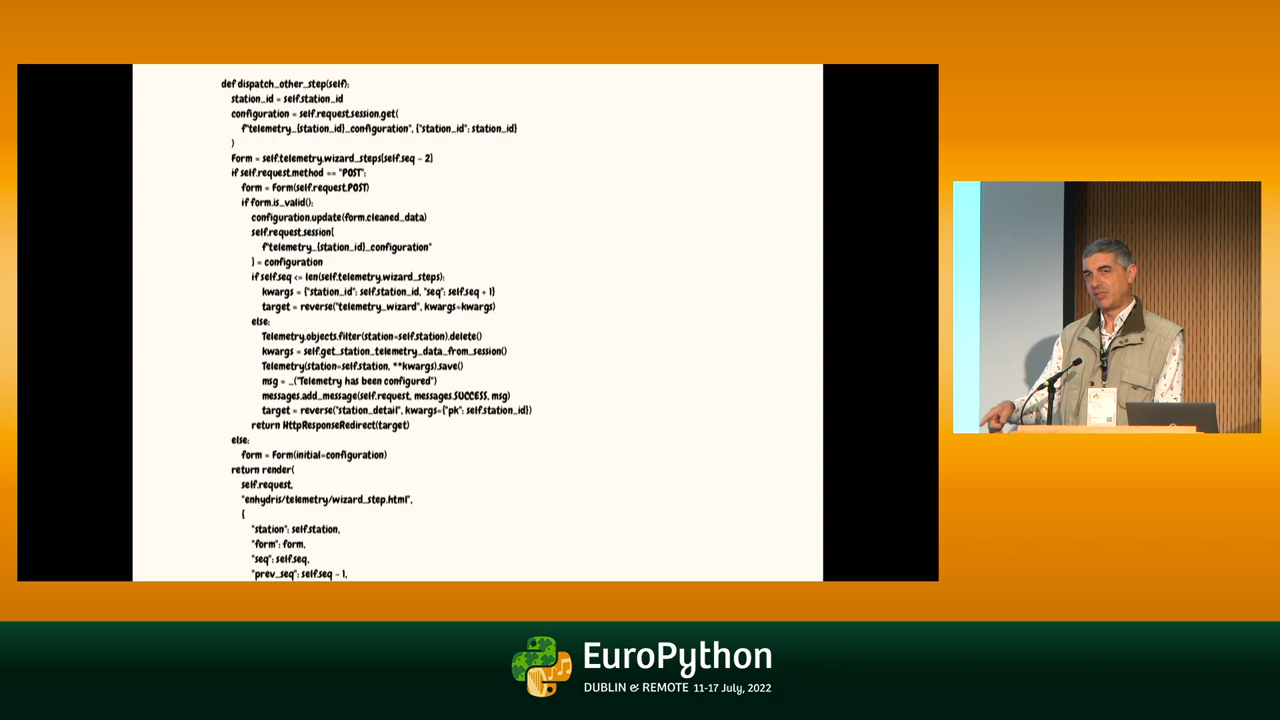 def dispatch_other_step(self):
station_id = self.station_id
configuration = self.request.session.get(
f"telemetry_{station_id}_configuration", {"station_id": station_id}
)
Form = self.telemetry.wizard_steps[self.seq - 2]
if self.request.method == "POST":
form = Form(self.request.POST)
if form.is_valid():
configuration.update(form.cleaned_data)
self.request.session[
f"telemetry_{station_id}_configuration"
] = configuration
if self.seq <= len(self.telemetry.wizard_steps):
kwargs = {"station_id": self.station_id, "seq": self.seq + 1}
target = reverse("telemetry_wizard", kwargs=kwargs)
else:
Telemetry.objects.filter(station=self.station).delete()
kwargs = self.get_station_telemetry_data_from_session()
Telemetry(station=self.station, **kwargs).save()
msg = _("Telemetry has been configured")
messages.add_message(self.request, messages.SUCCESS, msg)
target = reverse("station_detail", kwargs={"pk": self.station_id})
return HttpResponseRedirect(target)
else:
form = Form(initial=configuration)
return render(
self.request,
"enhydris/telemetry/wizard_step.html",
{
"station": self.station,
"form": form,
"seq": self.seq,
"prev_seq": self.seq - 1,
EuroPython
DUBLIN & REMOTE 11-17 July, 2022